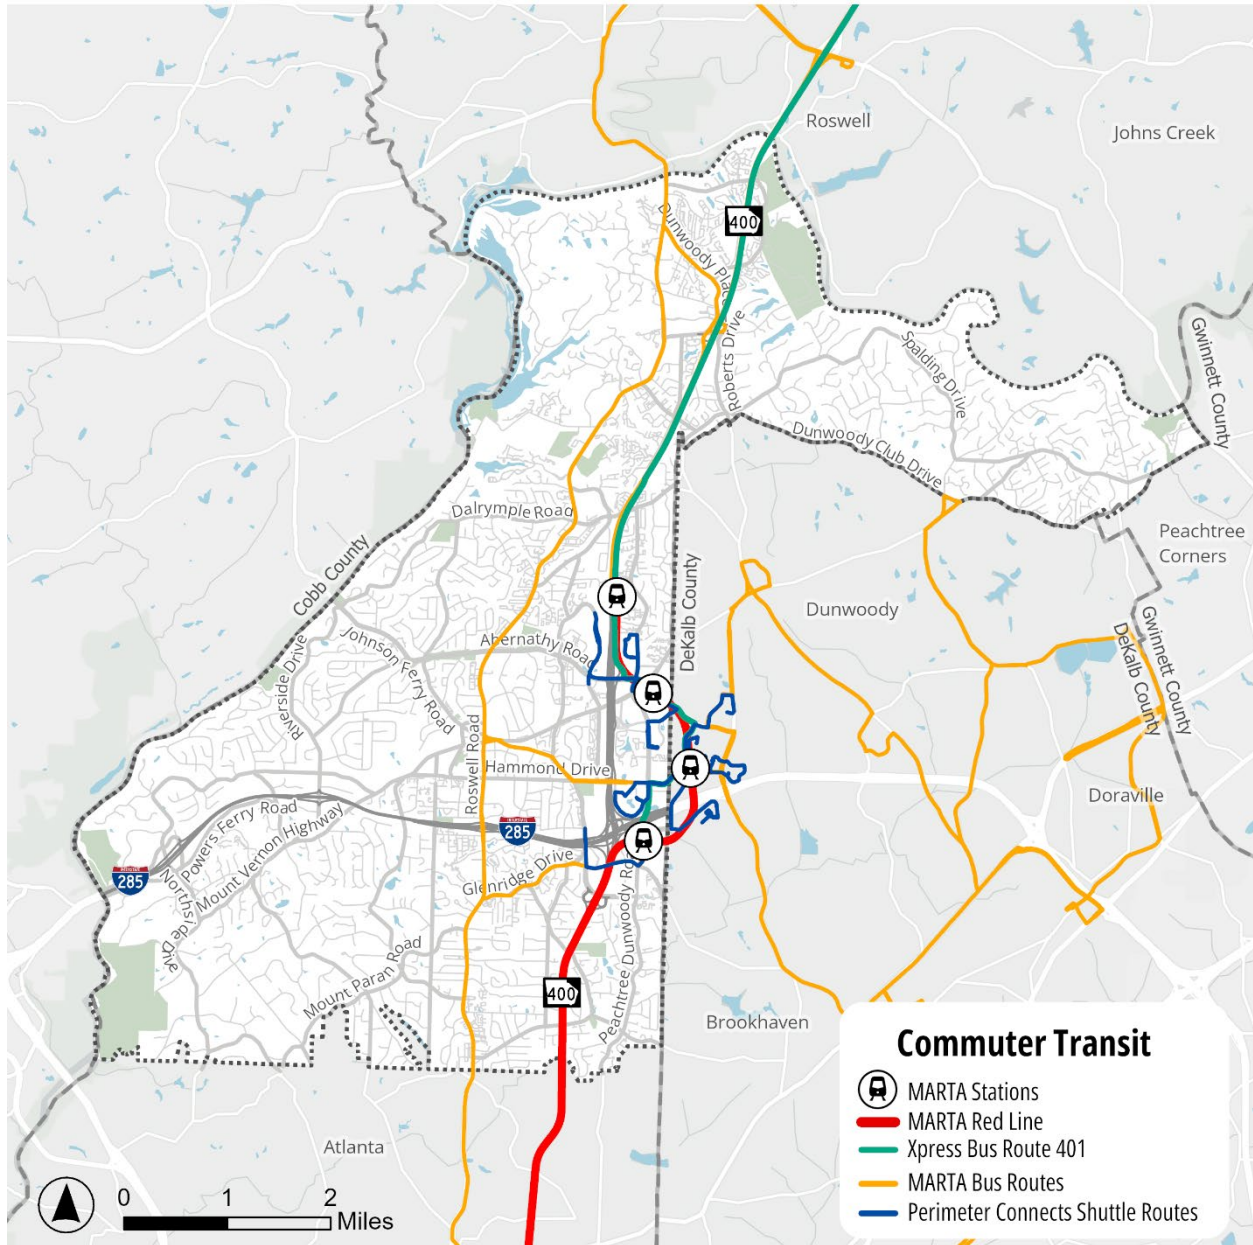 Roswell
Johns Creek
400
Dunwoody Place
Roberts Drive
Spalding Drive
Gwinnett County
Dunwoody Club Drive
Dalrymple Road
Peachtree
Corners
Cobb County
DeKalb County
Dunwoody
Gwinnett County
DeKalb County
Riverside Drive
Johnson Ferry Road
Abernathy Road
Roswell Road
Hammond Drive
Doraville
Powers Ferry Road
285
285
Mount Vernon Highway
Northside Drive
Glenridge Drive
Peachtree Dunwoody Road
Mount Paran Road
400
Brookhaven
Atlanta
Commuter Transit
MARTA Stations
MARTA Red Line
Xpress Bus Route 401
MARTA Bus Routes
Perimeter Connects Shuttle Routes
0 1 2
Miles